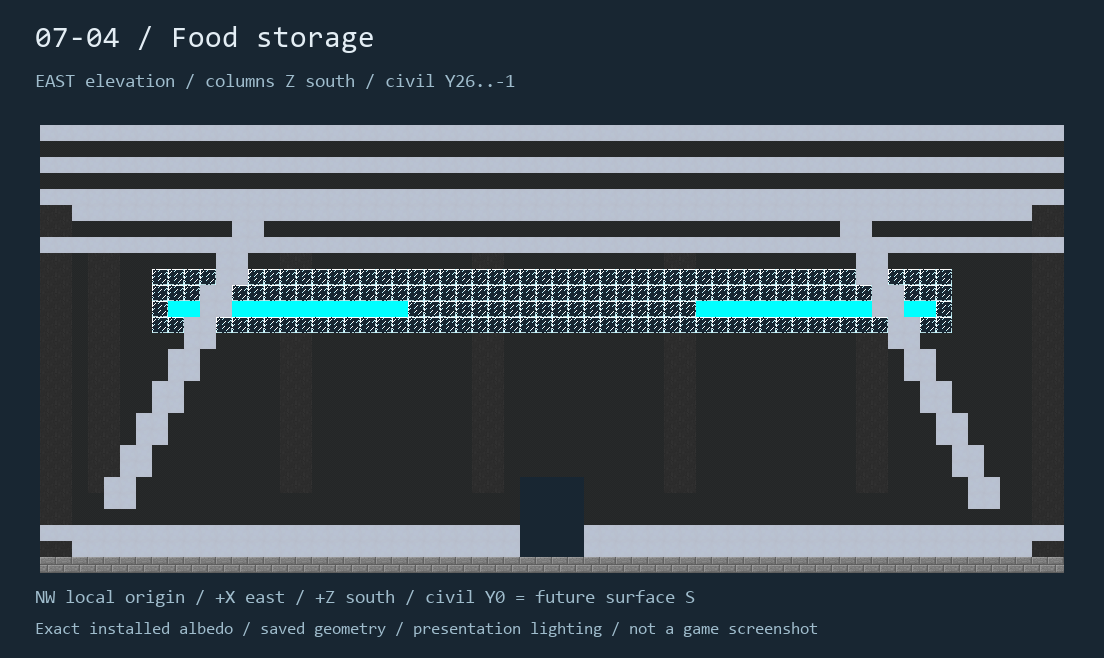 07-04 / Food storage
EAST elevation / columns Z south / civil Y26..-1
NW local origin / +X east / +Z south / civil Y0 = future surface S
Exact installed albedo / saved geometry / presentation lighting / not a game screenshot